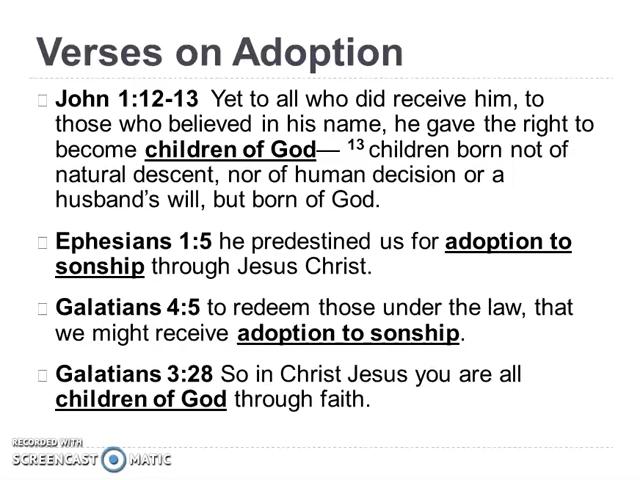 Verses on Adoption
John 1:12-13 Yet to all who did receive him, to
those who believed in his name, he gave the right to
become children of God— 13 children born not of
natural descent, nor of human decision or a
husband's will, but born of God.
Ephesians 1:5 he predestined us for adoption to
sonship through Jesus Christ.
Galatians 4:5 to redeem those under the law, that
we might receive adoption to sonship.
Galatians 3:28 So in Christ Jesus you are all
children of God through faith.
RECORDED WITH
SCREENCAST MATIC